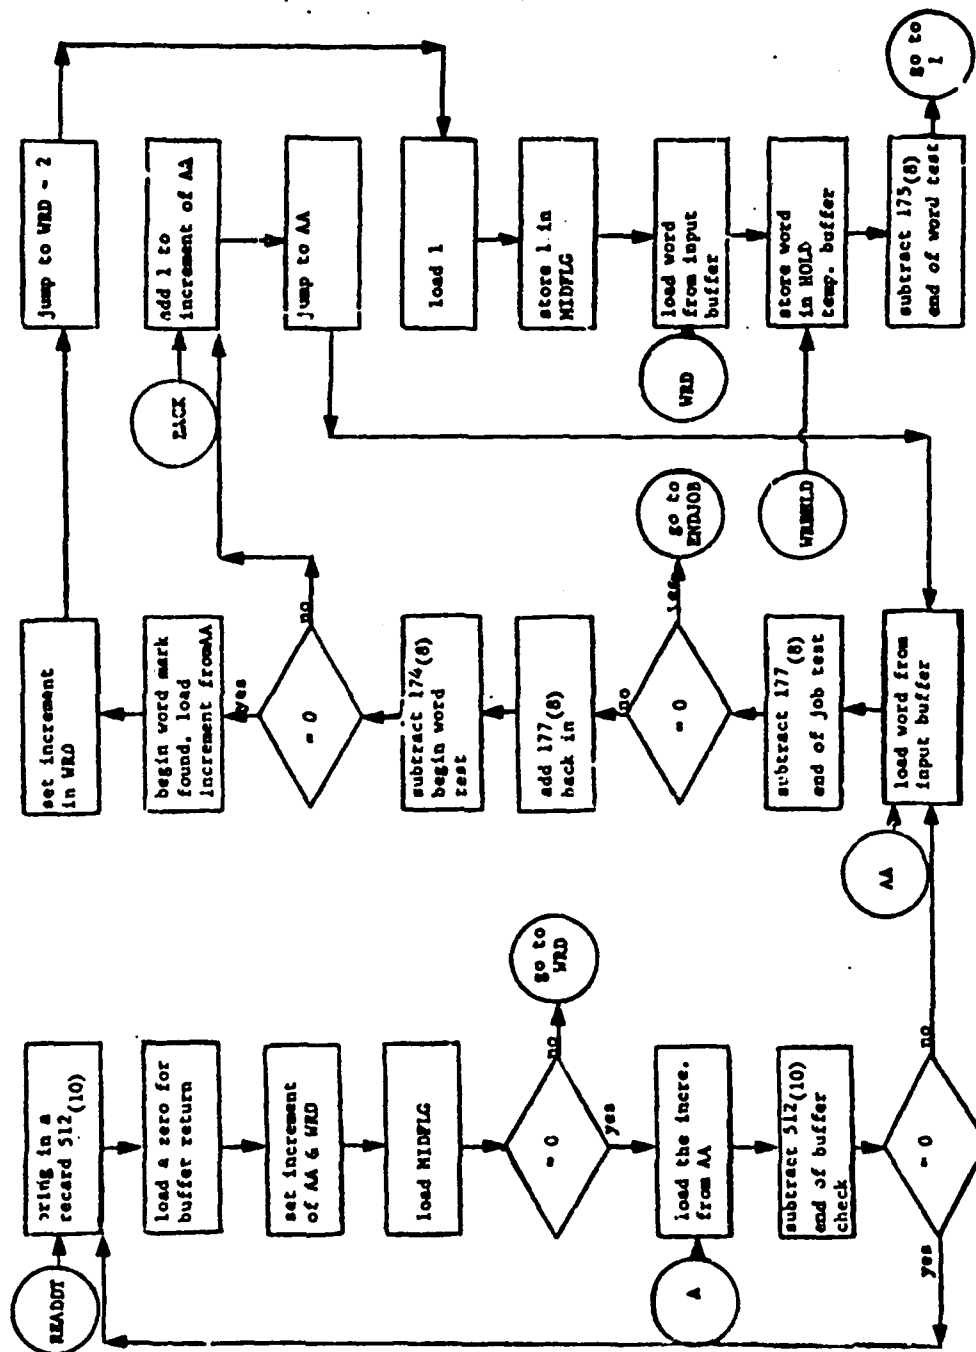 READDT
bring in a
record 512(10)
load a zero for
buffer return
set increment
of AA & WRD
load MIDFLG
= 0
no
go to
WRD
yes
A
load the incre.
from AA
subtract 512(10)
end of buffer
check
= 0
yes
no
AA
load word from
input buffer
subtract 177(8)
end of job test
= 0
yes
go to
ENDJOB
no
add 177(8)
back in
subtract 174(8)
begin word
test
= 0
no
yes
begin word mark
found, load
increment fromAA
set increment
in WRD
jump to WRD - 2
add 1 to
increment of AA
jump to AA
load 1
store 1 in
MIDFLG
WRD
load word
from input
buffer
store word
in HOLD
temp. buffer
subtract 175(8)
end of word test
go to
1